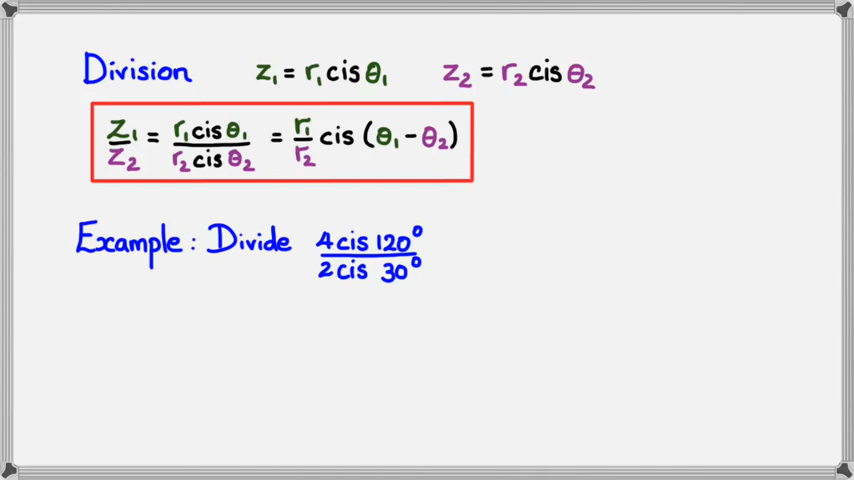 Division z₁ = r₁ cis θ₁ z₂ = r₂ cis θ₂
z₁/z₂ = r₁ cis θ₁ / r₂ cis θ₂ = r₁/r₂ cis (θ₁ - θ₂)
Example : Divide 4 cis 120° / 2 cis 30°